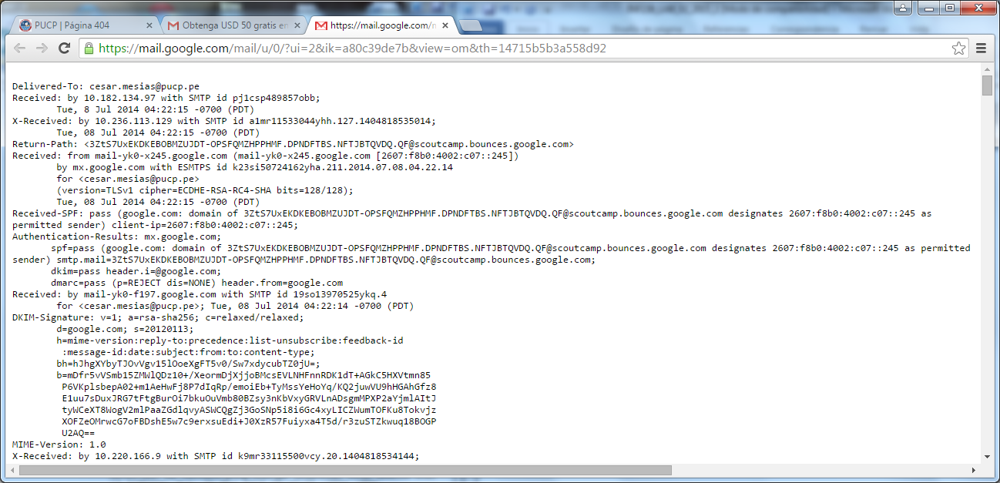 PUCP | Página 404
Obtenga USD 50 gratis en
https://mail.google.com/n
https://mail.google.com/mail/u/0/?ui=2&ik=a80c39de7b&view=om&th=14715b5b3a558d92
Delivered-To: cesar.mesias@pucp.pe
Received: by 10.182.134.97 with SMTP id pj1csp489857obb;
Tue, 8 Jul 2014 04:22:15 -0700 (PDT)
X-Received: by 10.236.113.129 with SMTP id a1mr11533044yhh.127.1404818535014;
Tue, 08 Jul 2014 04:22:15 -0700 (PDT)
Return-Path: <3ZtS7UxEKDKEBOBMZUJDT-OPSFQMZHPPHMF.DPNDFTBS.NFTJBTQVDQ.QF@scoutcamp.bounces.google.com>
Received: from mail-yk0-x245.google.com (mail-yk0-x245.google.com [2607:f8b0:4002:c07::245])
by mx.google.com with ESMTPS id k23si50724162yha.211.2014.07.08.04.22.14
for <cesar.mesias@pucp.pe>
(version=TLSv1 cipher=ECDHE-RSA-RC4-SHA bits=128/128);
Tue, 08 Jul 2014 04:22:15 -0700 (PDT)
Received-SPF: pass (google.com: domain of 3ZtS7UxEKDKEBOBMZUJDT-OPSFQMZHPPHMF.DPNDFTBS.NFTJBTQVDQ.QF@scoutcamp.bounces.google.com designates 2607:f8b0:4002:c07::245 as
permitted sender) client-ip=2607:f8b0:4002:c07::245;
Authentication-Results: mx.google.com;
spf=pass (google.com: domain of 3ZtS7UxEKDKEBOBMZUJDT-OPSFQMZHPPHMF.DPNDFTBS.NFTJBTQVDQ.QF@scoutcamp.bounces.google.com designates 2607:f8b0:4002:c07::245 as permitted
sender) smtp.mail=3ZtS7UxEKDKEBOBMZUJDT-OPSFQMZHPPHMF.DPNDFTBS.NFTJBTQVDQ.QF@scoutcamp.bounces.google.com;
dkim=pass header.i=@google.com;
dmarc=pass (p=REJECT dis=NONE) header.from=google.com
Received: by mail-yk0-f197.google.com with SMTP id 19so13970525ykq.4
for <cesar.mesias@pucp.pe>; Tue, 08 Jul 2014 04:22:14 -0700 (PDT)
DKIM-Signature: v=1; a=rsa-sha256; c=relaxed/relaxed;
d=google.com; s=20120113;
h=mime-version:reply-to:precedence:list-unsubscribe:feedback-id
:message-id:date:subject:from:to:content-type;
bh=hJhgXYbyTJOvVgv15lOoeXgFT5v0/Sw7xdycubTZ0jU=;
b=mDfr5vVSmb15ZMWlQDz10+/XeormDjXjjoBMcsEVLNHFnnRDK1dT+AGkC5HXVtmn85
P6VKplsbepA02+m1AeHwFj8P7dIqRp/emoiEb+TyMssYeHoYq/KQ2juwVU9hHGAhGfz8
E1uu7sDuxJRG7tFtgBurOi7bkuOuVmb80BZsy3nKbVxyGRVLnADsgmMPXP2aYjmlAItJ
tyWCeXT8WogV2mlPaaZGdlqvyASWCQgZj3GoSNp5i8i6Gc4xyLICZWumTOFKu8Tokvjz
XOFZeOMrwcG7oFBDshE5w7c9erxsuEdi+J0XzR57Fuiyxa4T5d/r3zuSTZkwuq18BOGP
U2AQ==
MIME-Version: 1.0
X-Received: by 10.220.166.9 with SMTP id k9mr33115500vcy.20.1404818534144;